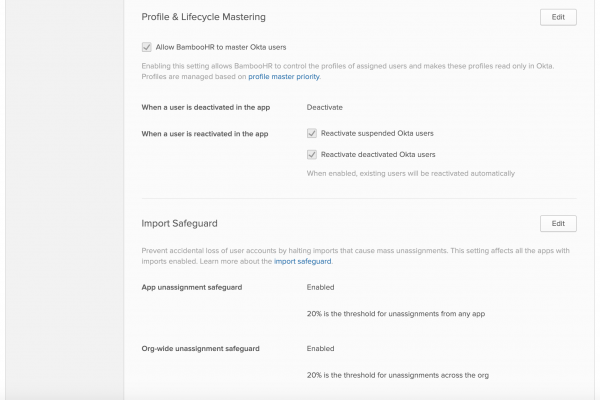 Profile & Lifecycle Mastering
Edit
Allow BambooHR to master Okta users
Enabling this setting allows BambooHR to control the profiles of assigned users and makes these profiles read only in Okta.
Profiles are managed based on profile master priority.
When a user is deactivated in the app
Deactivate
When a user is reactivated in the app
Reactivate suspended Okta users
Reactivate deactivated Okta users
When enabled, existing users will be reactivated automatically
Import Safeguard
Edit
Prevent accidental loss of user accounts by halting imports that cause mass unassignments. This setting affects all the apps with
imports enabled. Learn more about the import safeguard.
App unassignment safeguard
Enabled
20% is the threshold for unassignments from any app
Org-wide unassignment safeguard
Enabled
20% is the threshold for unassignments across the org